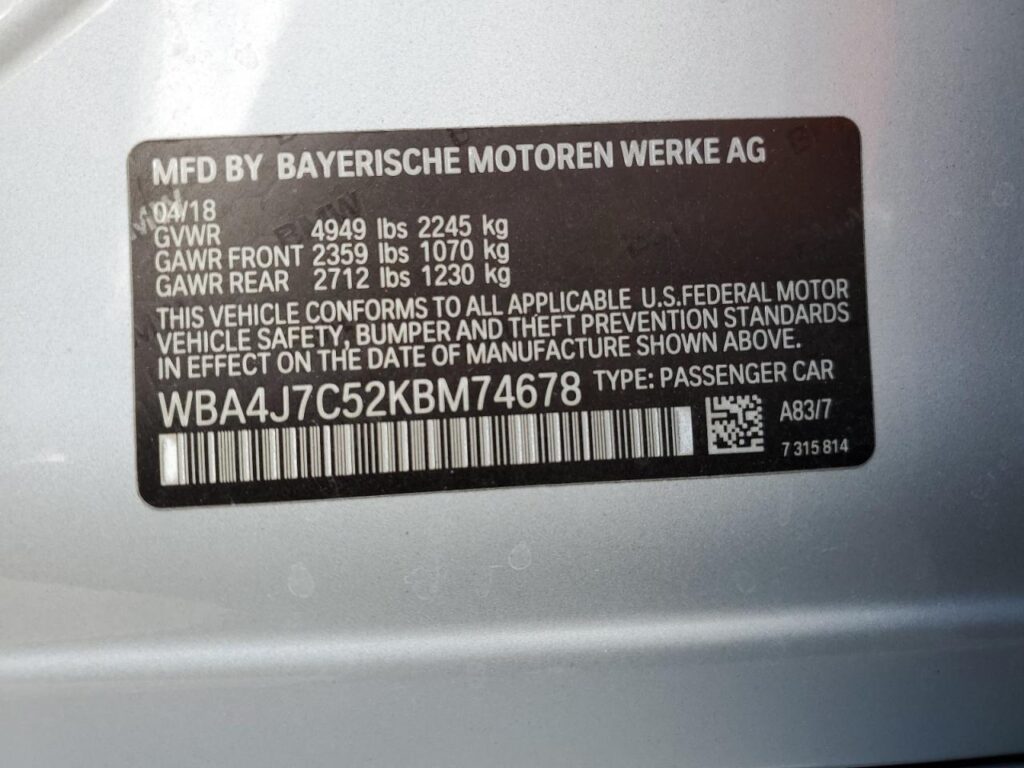 MFD BY BAYERISCHE MOTOREN WERKE AG
04/18
GVWR 4949 lbs 2245 kg
GAWR FRONT 2359 lbs 1070 kg
GAWR REAR 2712 lbs 1230 kg
THIS VEHICLE CONFORMS TO ALL APPLICABLE U.S.FEDERAL MOTOR
VEHICLE SAFETY, BUMPER AND THEFT PREVENTION STANDARDS
IN EFFECT ON THE DATE OF MANUFACTURE SHOWN ABOVE.
WBA4J7C52KBM74678 TYPE: PASSENGER CAR
A83/7
7 315 814